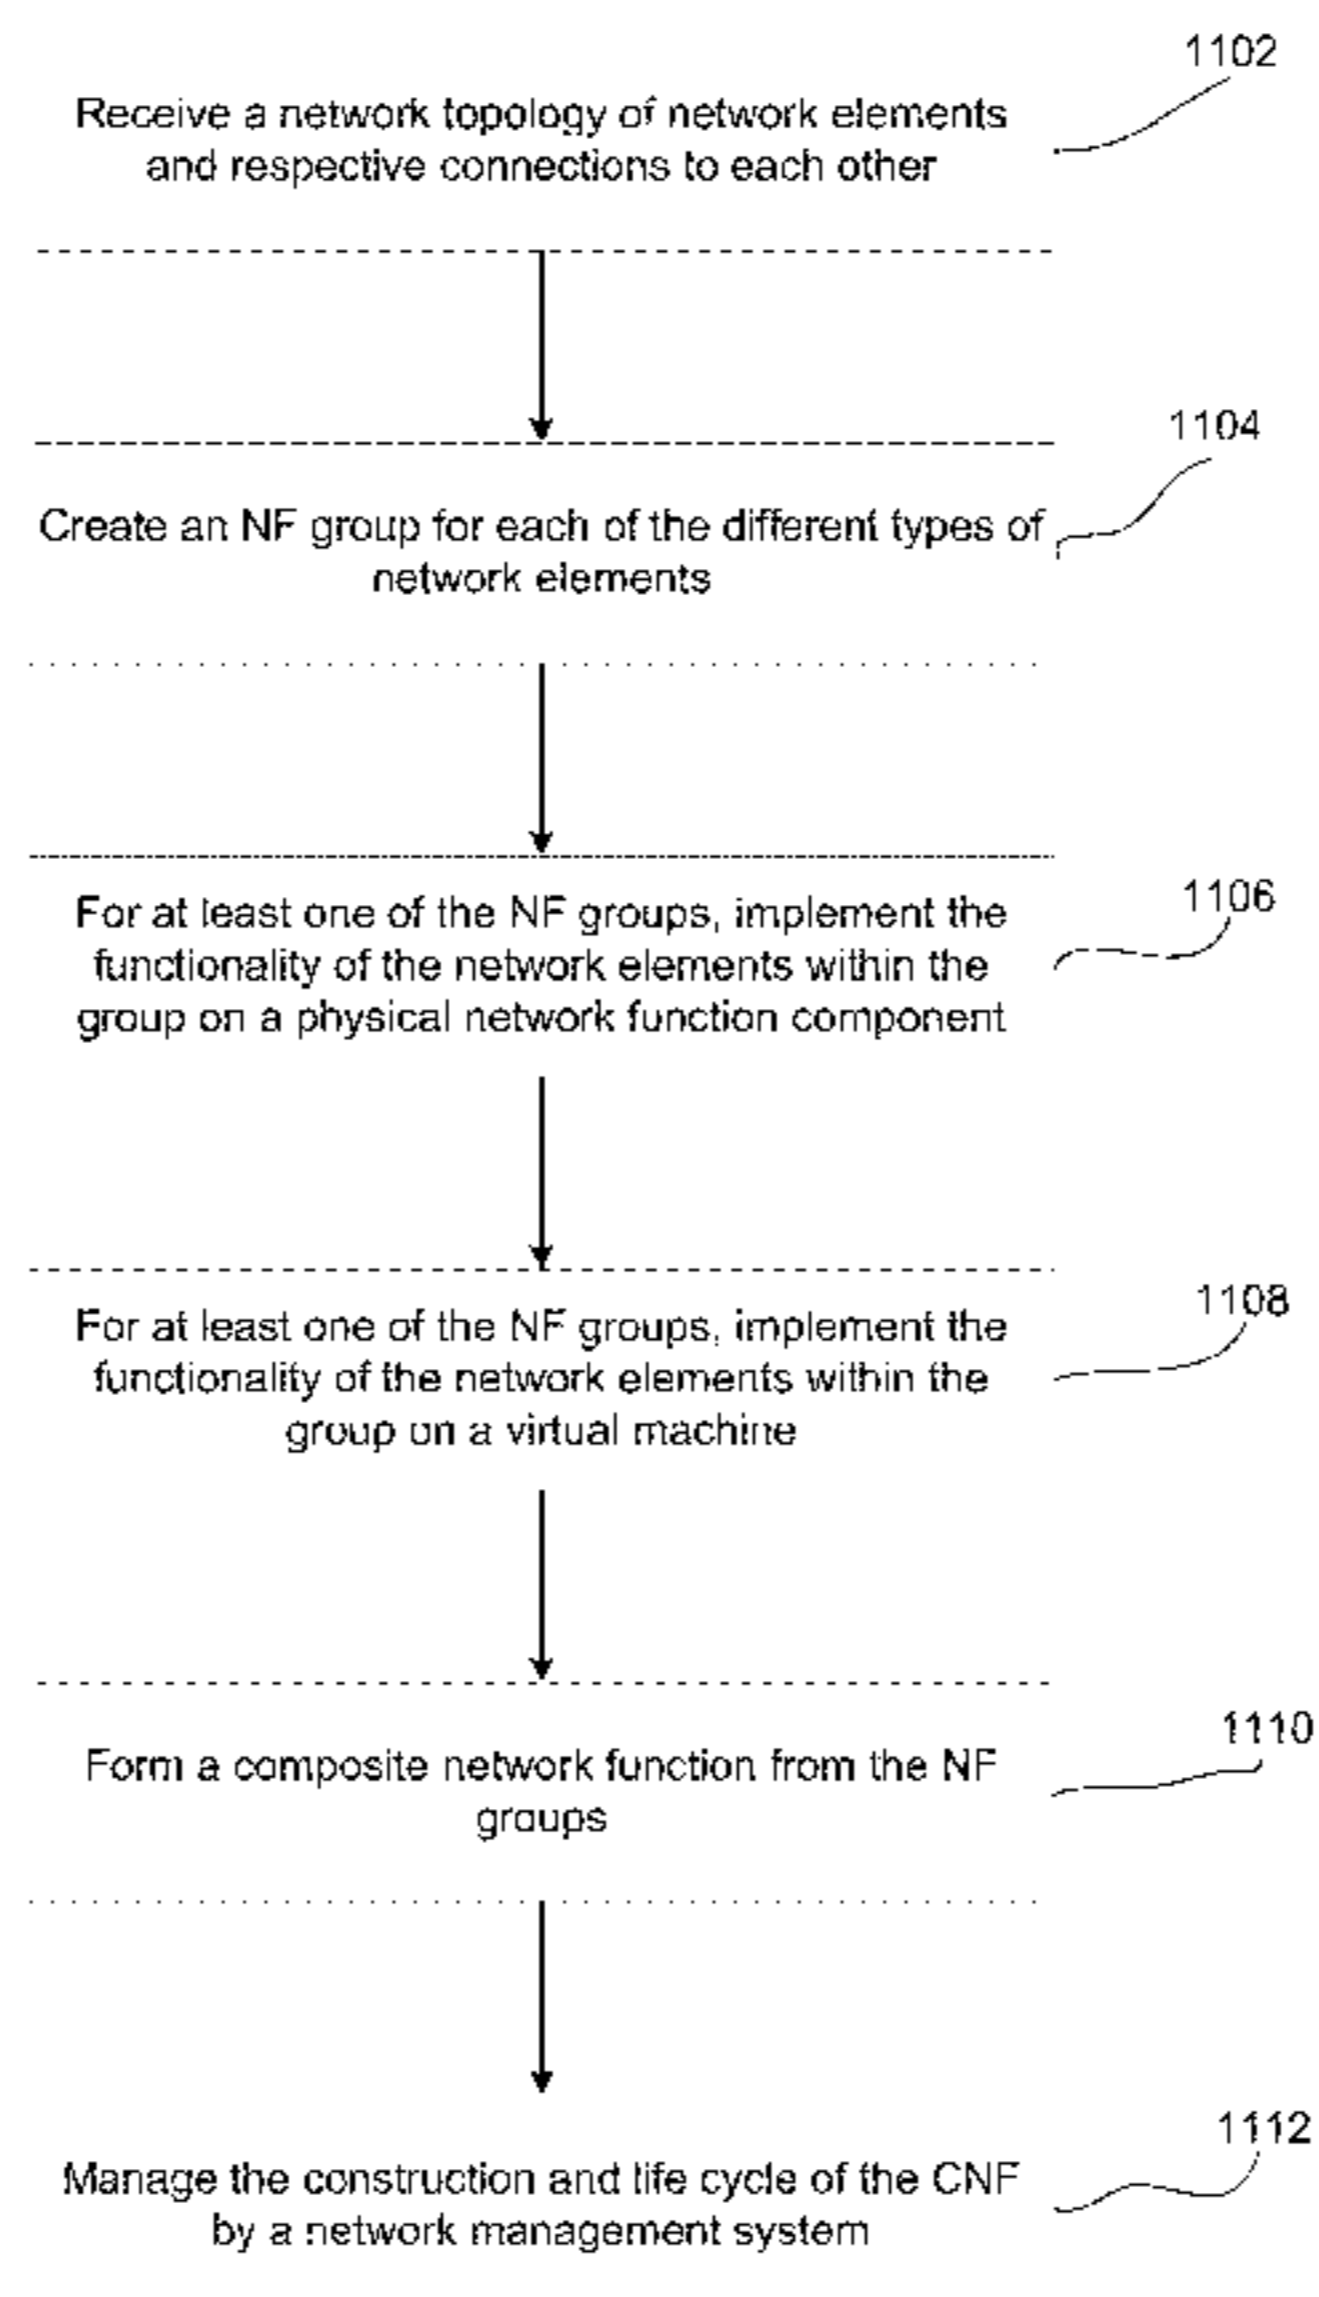 1102
Receive a network topology of network elements
and respective connections to each other
1104
Create an NF group for each of the different types of
network elements
1106
For at least one of the NF groups, implement the
functionality of the network elements within the
group on a physical network function component
1108
For at least one of the NF groups, implement the
functionality of the network elements within the
group on a virtual machine
1110
Form a composite network function from the NF
groups
1112
Manage the construction and life cycle of the CNF
by a network management system